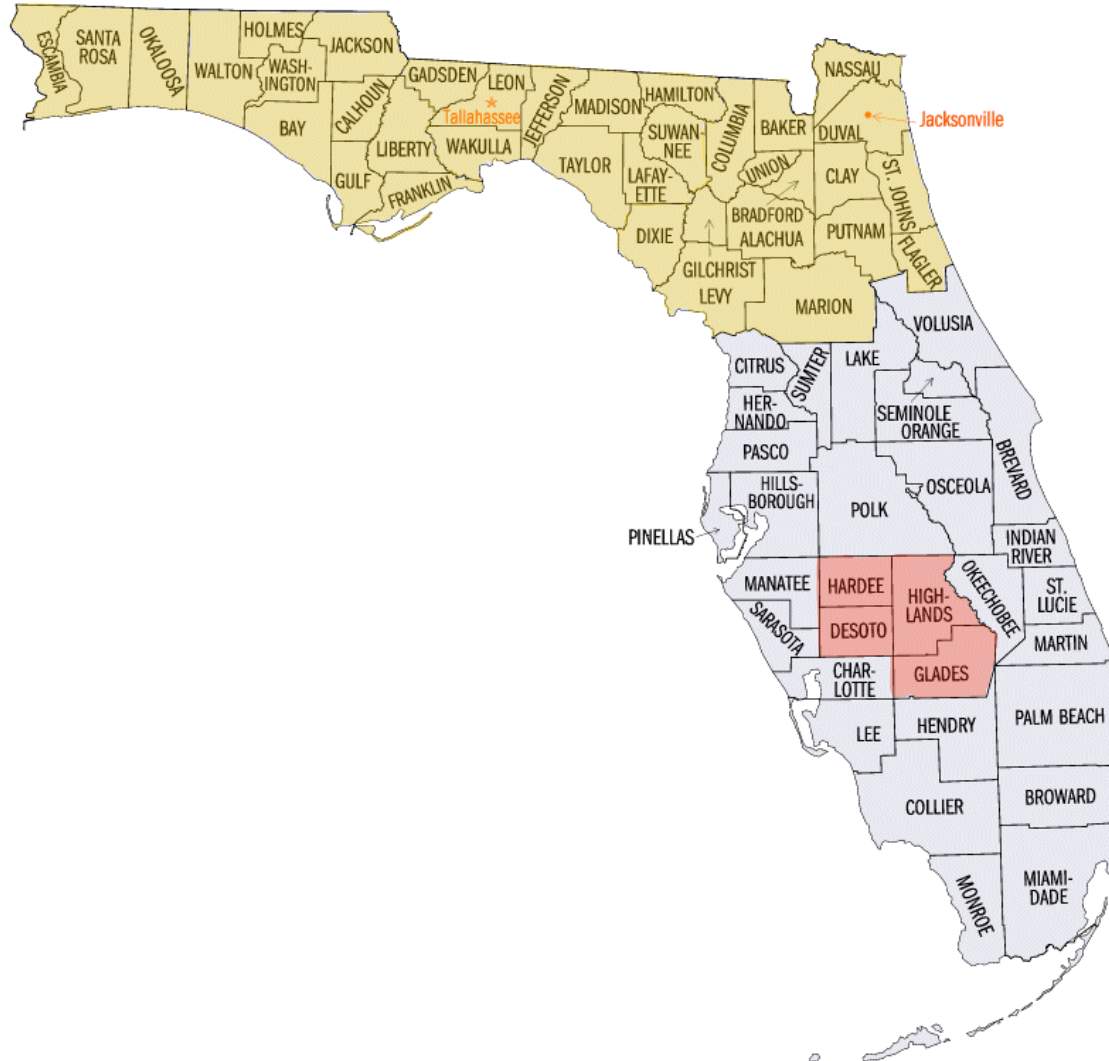 ESCAMBIA
SANTA
ROSA
OKALOOSA
WALTON
HOLMES
WASH-
INGTON
JACKSON
BAY
CALHOUN
GULF
LIBERTY
GADSDEN
LEON
Tallahassee
WAKULLA
FRANKLIN
JEFFERSON
MADISON
TAYLOR
HAMILTON
SUWAN-
NEE
LAFAY-
ETTE
DIXIE
COLUMBIA
BAKER
UNION
BRADFORD
ALACHUA
GILCHRIST
LEVY
NASSAU
DUVAL
Jacksonville
CLAY
ST. JOHNS
PUTNAM
FLAGLER
MARION
VOLUSIA
CITRUS
SUMTER
LAKE
HER-
NANDO
SEMINOLE
ORANGE
PASCO
BREVARD
HILLS-
BOROUGH
OSCEOLA
POLK
PINELLAS
INDIAN
RIVER
MANATEE
HARDEE
HIGH-
LANDS
OKEECHOBEE
ST.
LUCIE
SARASOTA
DESOTO
MARTIN
CHAR-
LOTTE
GLADES
LEE
HENDRY
PALM BEACH
COLLIER
BROWARD
MONROE
MIAMI-
DADE